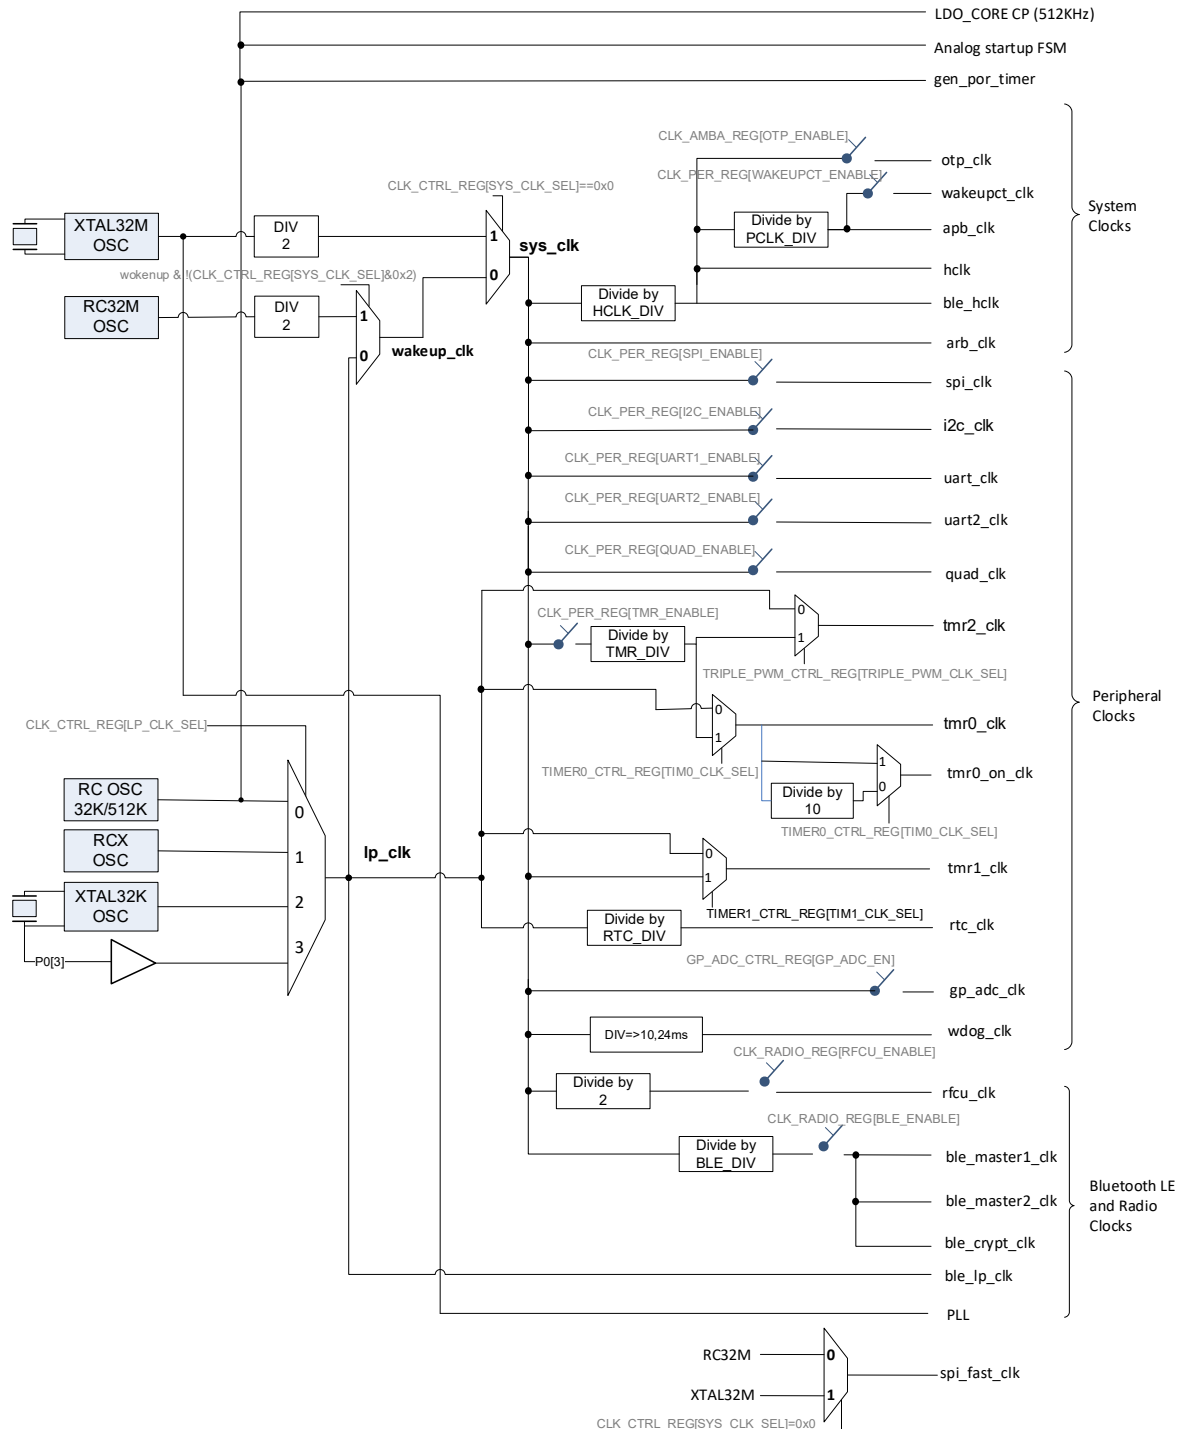 LDO_CORE CP (512KHz)
Analog startup FSM
gen_por_timer
CLK_AMBA_REG[OTP_ENABLE]
otp_clk
CLK_PER_REG[WAKEUPCT_ENABLE]
wakeupct_clk
CLK_CTRL_REG[SYS_CLK_SEL]==0x0
XTAL32M
OSC
DIV
2
1
sys_clk
0
Divide by
PCLK_DIV
apb_clk
System
Clocks
wokenup & !(CLK_CTRL_REG[SYS_CLK_SEL]&0x2)
hclk
RC32M
OSC
DIV
2
1
0
wakeup_clk
Divide by
HCLK_DIV
ble_hclk
arb_clk
CLK_PER_REG[SPI_ENABLE]
spi_clk
CLK_PER_REG[I2C_ENABLE]
i2c_clk
CLK_PER_REG[UART1_ENABLE]
uart_clk
CLK_PER_REG[UART2_ENABLE]
uart2_clk
CLK_PER_REG[QUAD_ENABLE]
quad_clk
CLK_PER_REG[TMR_ENABLE]
Divide by
TMR_DIV
0
1
tmr2_clk
TRIPLE_PWM_CTRL_REG[TRIPLE_PWM_CLK_SEL]
Peripheral
Clocks
0
1
tmr0_clk
TIMER0_CTRL_REG[TIM0_CLK_SEL]
1
0
tmr0_on_clk
Divide by
10
TIMER0_CTRL_REG[TIM0_CLK_SEL]
CLK_CTRL_REG[LP_CLK_SEL]
RC OSC
32K/512K
0
RCX
OSC
1
lp_clk
XTAL32K
OSC
2
P0[3]
3
0
1
tmr1_clk
TIMER1_CTRL_REG[TIM1_CLK_SEL]
Divide by
RTC_DIV
rtc_clk
GP_ADC_CTRL_REG[GP_ADC_EN]
gp_adc_clk
DIV=>10,24ms
wdog_clk
CLK_RADIO_REG[RFCU_ENABLE]
Divide by
2
rfcu_clk
CLK_RADIO_REG[BLE_ENABLE]
Divide by
BLE_DIV
ble_master1_clk
ble_master2_clk
ble_crypt_clk
ble_lp_clk
PLL
Bluetooth LE
and Radio
Clocks
RC32M
0
XTAL32M
1
spi_fast_clk
CLK_CTRL_REG[SYS_CLK_SEL]=0x0